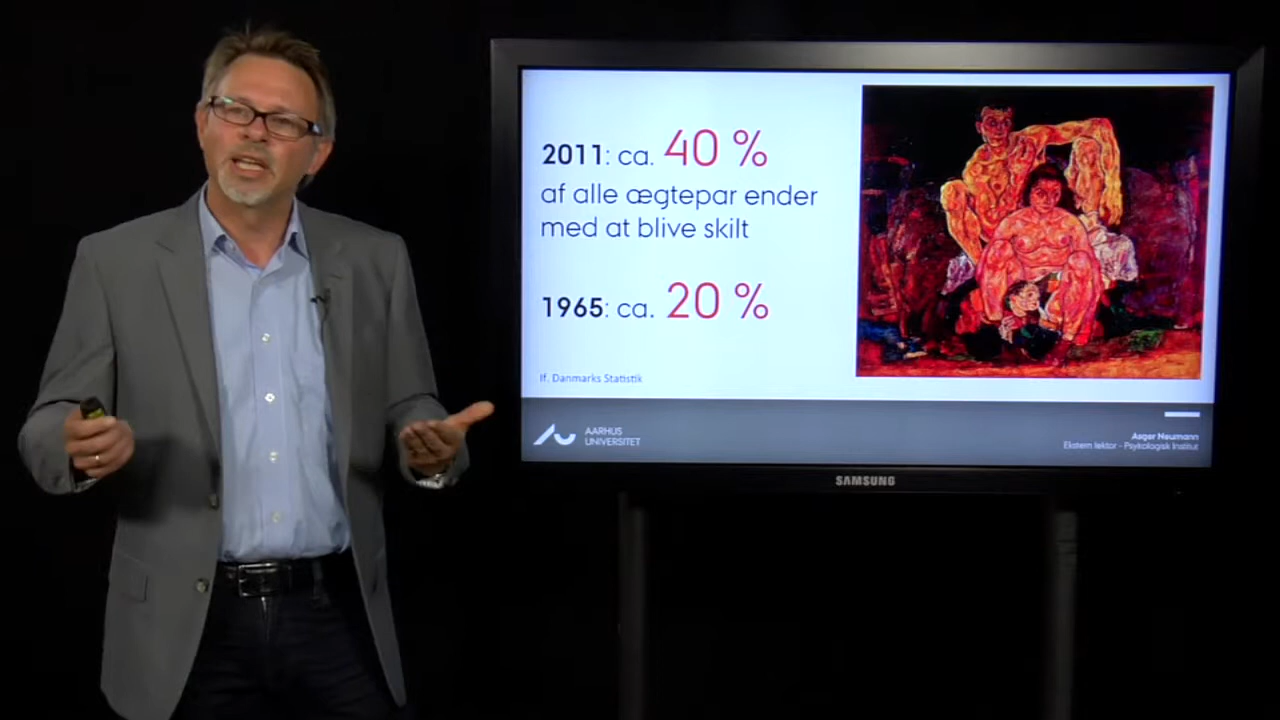 2011: ca. 40 %
af alle ægtepar ender
med at blive skilt
1965: ca. 20 %
If. Danmarks Statistik
AARHUS
UNIVERSITET
Asger Neumann
Ekstern lektor - Psykologisk Institut
SAMSUNG